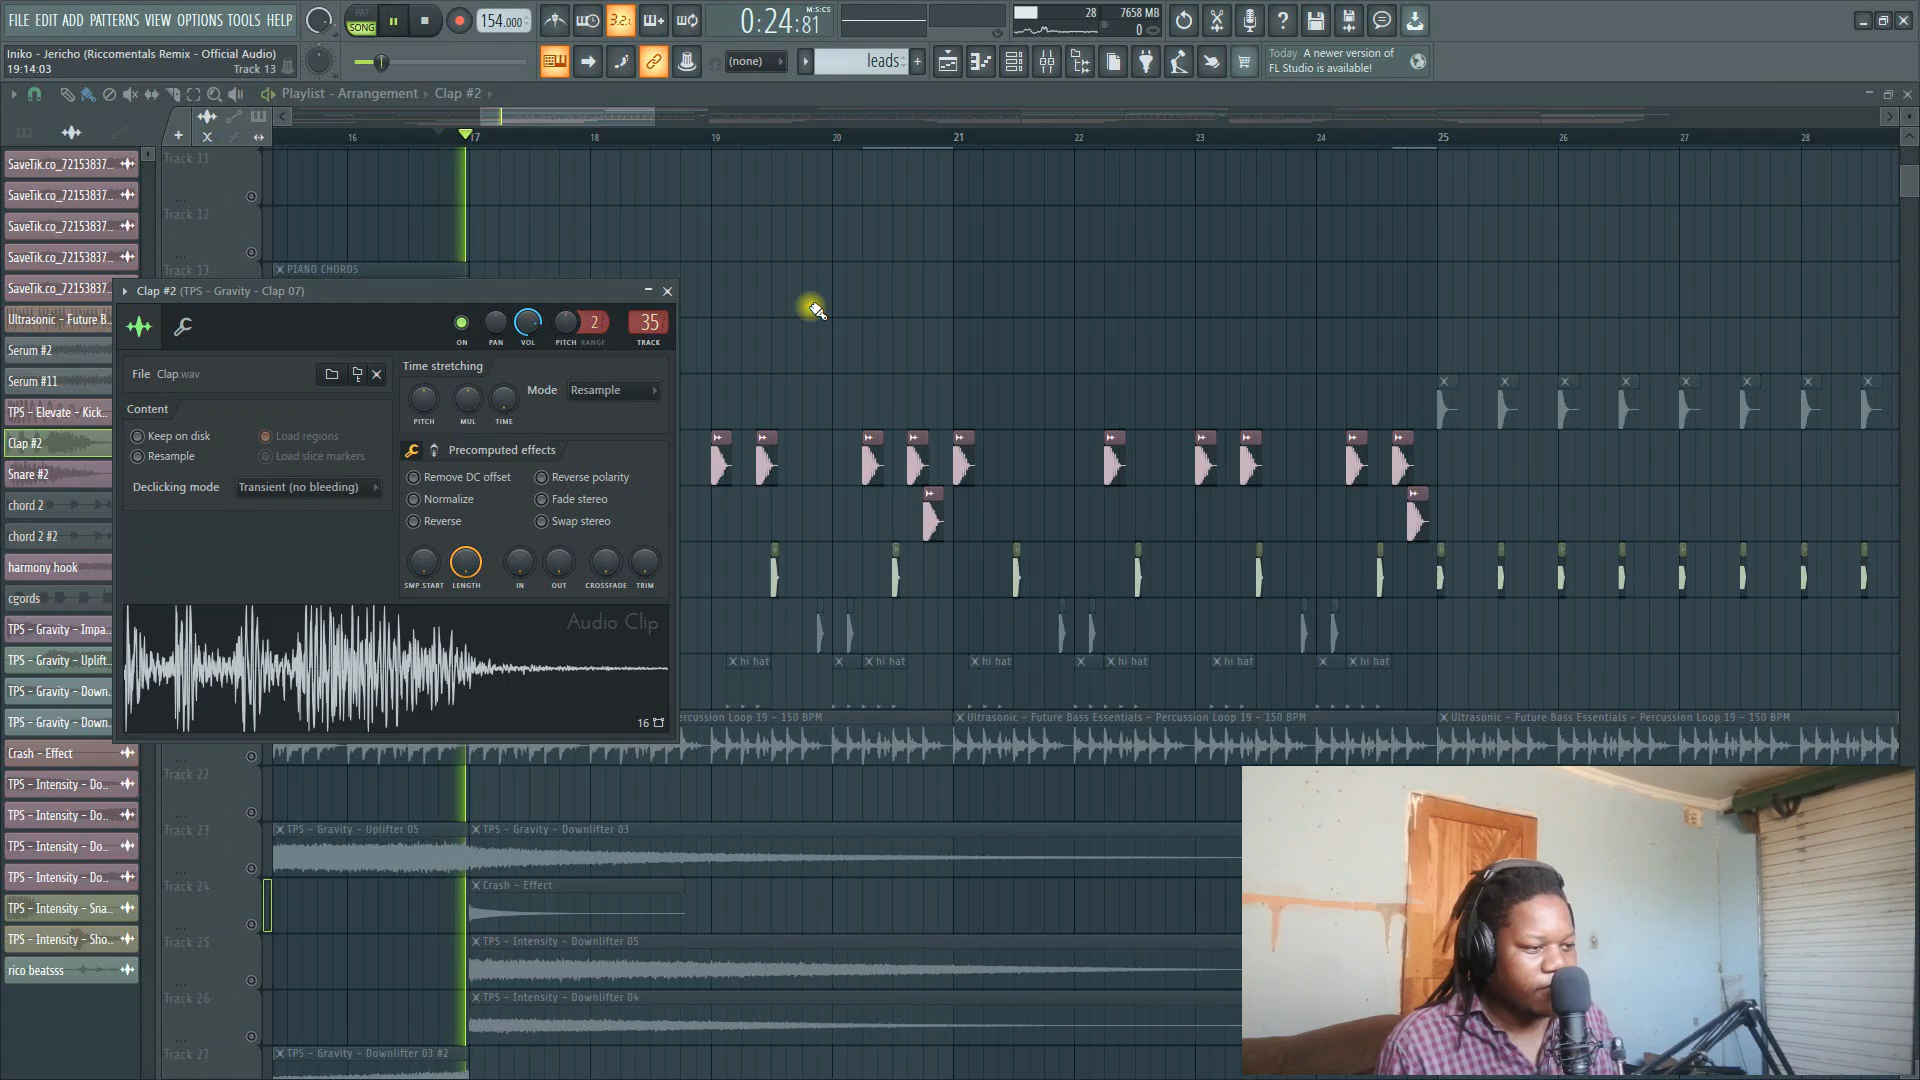 FILE EDIT ADD PATTERNS VIEW OPTIONS TOOLS HELP
PAT
SONG
154.000
3.2.
0:24:81
M:S:CS
28
7658 MB
0
Iniko - Jericho (Riccomentals Remix - Official Audio)
19:14:03
Track 13
(none)
leads
Today A newer version of
FL Studio is available!
Playlist - Arrangement
Clap #2
16
17
18
19
20
21
22
23
24
25
26
27
28
SaveTik.co_72153837..
SaveTik.co_72153837..
SaveTik.co_72153837..
SaveTik.co_72153837..
SaveTik.co_72153837..
Ultrasonic - Future B..
Serum #2
Serum #11
TPS - Elevate - Kick..
Clap #2
Snare #2
chord 2
chord 2 #2
harmony hook
cgords
TPS - Gravity - Impa..
TPS - Gravity - Uplift..
TPS - Gravity - Down..
TPS - Gravity - Down..
Crash - Effect
TPS - Intensity - Do..
TPS - Intensity - Do..
TPS - Intensity - Do..
TPS - Intensity - Do..
TPS - Intensity - Sna..
TPS - Intensity - Sho..
rico beatsss
Track 11
Track 12
Track 13
PIANO CHORDS
Clap #2 (TPS - Gravity - Clap 07)
2
35
ON
PAN
VOL
PITCH
RANGE
TRACK
File Clap.wav
Content
Keep on disk
Load regions
Resample
Load slice markers
Declicking mode
Transient (no bleeding)
Time stretching
PITCH
MUL
TIME
Mode
Resample
Precomputed effects
Remove DC offset
Reverse polarity
Normalize
Fade stereo
Reverse
Swap stereo
SMP START
LENGTH
IN
OUT
CROSSFADE
TRIM
Audio Clip
16
hi hat
hi hat
hi hat
hi hat
hi hat
hi hat
ercussion Loop 19 - 150 BPM
Ultrasonic - Future Bass Essentials - Percussion Loop 19 - 150 BPM
Ultrasonic - Future Bass Essentials - Percussion Loop 19 - 150 BPM
Track 22
Track 23
TPS - Gravity - Uplifter 05
TPS - Gravity - Downlifter 03
Track 24
Crash - Effect
Track 25
TPS - Intensity - Downlifter 05
Track 26
TPS - Intensity - Downlifter 04
Track 27
TPS - Gravity - Downlifter 03 #2